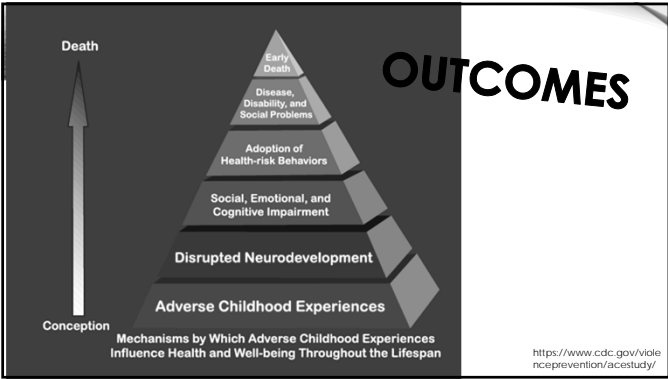 OUTCOMES
Death
Early
Death
Disease,
Disability, and
Social Problems
Adoption of
Health-risk Behaviors
Social, Emotional, and
Cognitive Impairment
Disrupted Neurodevelopment
Adverse Childhood Experiences
Conception
Mechanisms by Which Adverse Childhood Experiences
Influence Health and Well-being Throughout the Lifespan
https://www.cdc.gov/viole
nceprevention/acestudy/